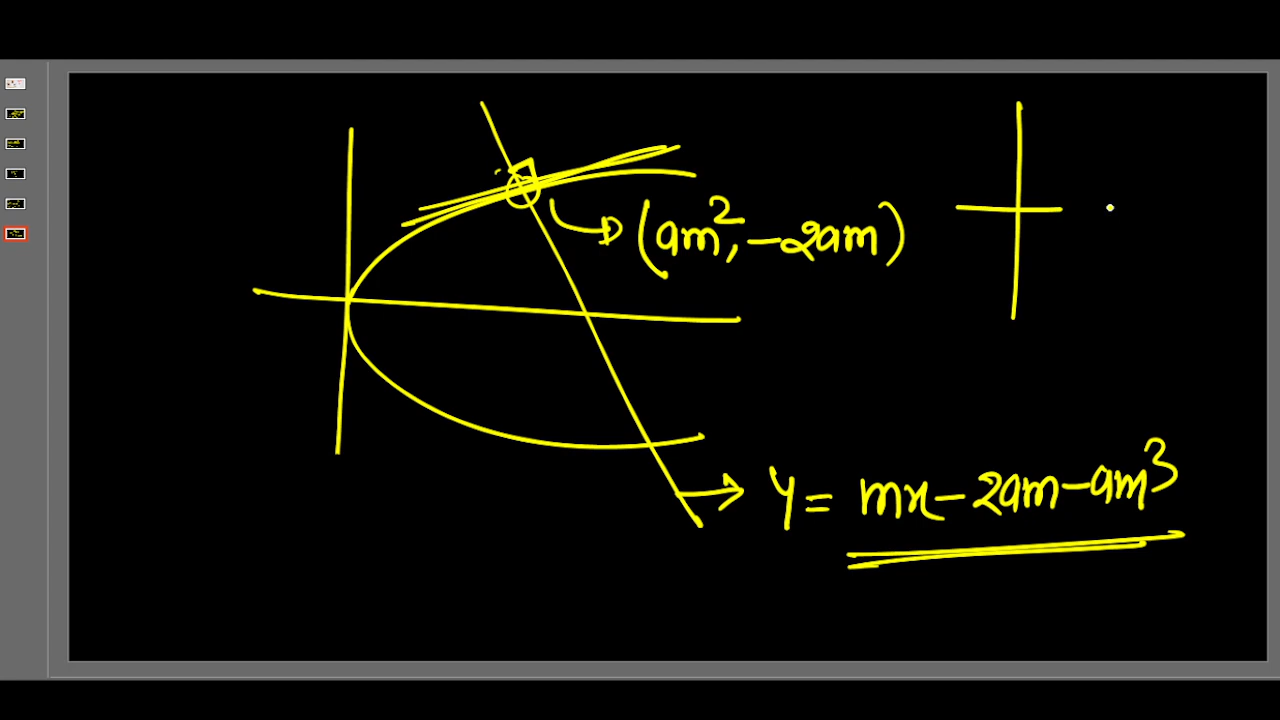 (am², -2am)
y = mx - 2am - am³